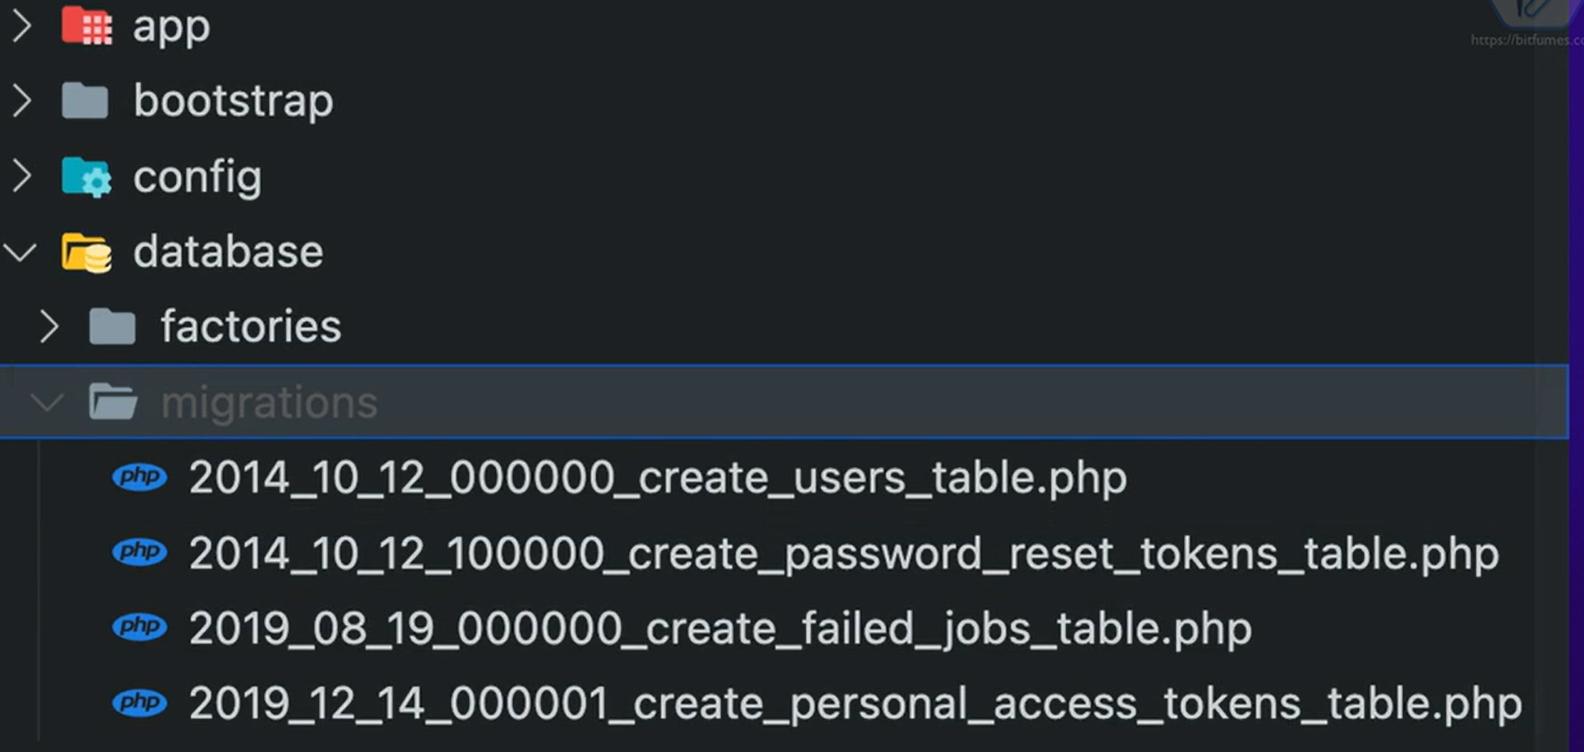 https://bitfumes.co
app
bootstrap
config
database
factories
migrations
php 2014_10_12_000000_create_users_table.php
php 2014_10_12_100000_create_password_reset_tokens_table.php
php 2019_08_19_000000_create_failed_jobs_table.php
php 2019_12_14_000001_create_personal_access_tokens_table.php